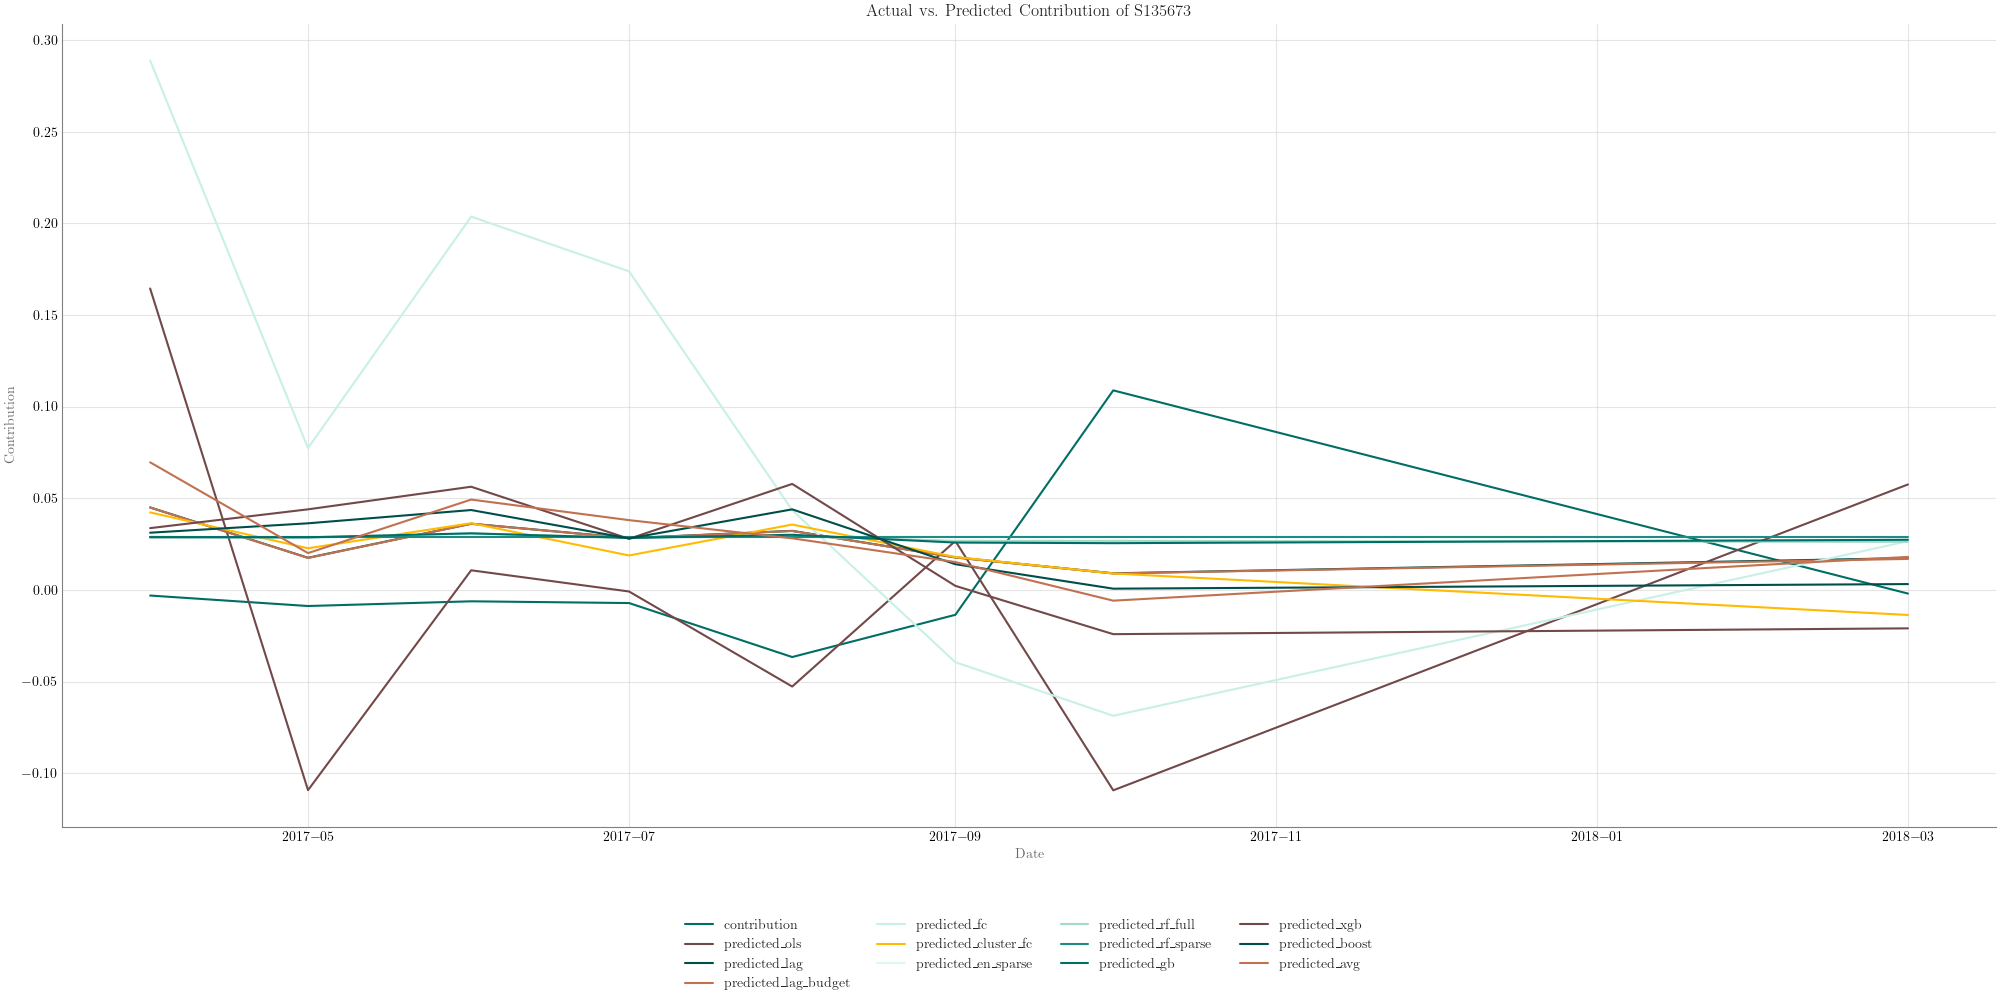 Actual vs. Predicted Contribution of S135673
0.30
0.25
0.20
0.15
0.10
0.05
0.00
−0.05
−0.10
Contribution
2017−05 2017−07 2017−09 2017−11 2018−01 2018−03
Date
contribution predicted_fc predicted_rf_full predicted_xgb
predicted_ols predicted_cluster_fc predicted_rf_sparse predicted_boost
predicted_lag predicted_en_sparse predicted_gb predicted_avg
predicted_lag_budget